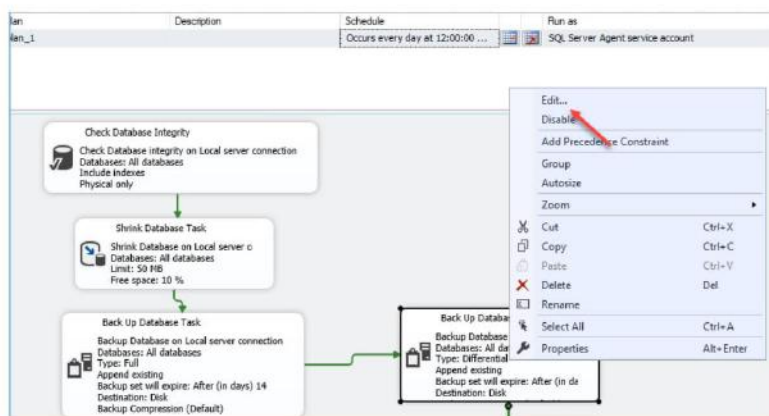 lan Description Schedule Run as
lan_1 Occurs every day at 12:00:00 ... SQL Server Agent service account
Edit...
Disable
Add Precedence Constraint
Group
Autosize
Zoom
Cut Ctrl+X
Copy Ctrl+C
Paste Ctrl+V
Delete Del
Rename
Select All Ctrl+A
Properties Alt+Enter
Check Database Integrity
Check Database integrity on Local server connection
Databases: All databases
Include indexes
Physical only
Shrink Database Task
Shrink Database on Local server c
Databases: All databases
Limit: 50 MB
Free space: 10 %
Back Up Database Task
Backup Database on Local server connection
Databases: All databases
Type: Full
Append existing
Backup set will expire: After (in days) 14
Destination: Disk
Backup Compression (Default)
Back Up Databas
Backup Database
Databases: All da
Type: Differential
Append existing
Backup set will expire: After (in da
Destination: Disk